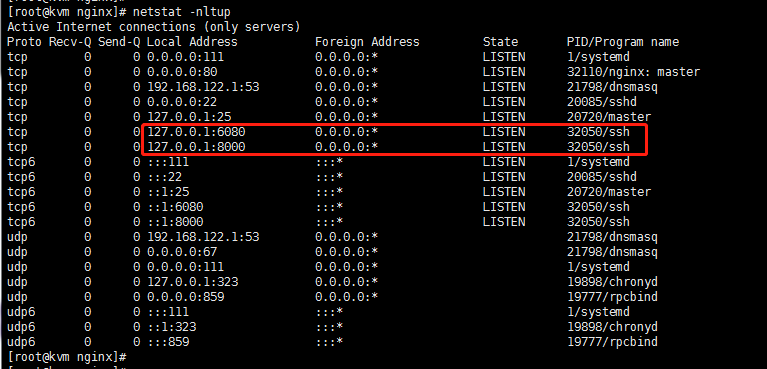 [root@kvm nginx]# netstat -nltup
Active Internet connections (only servers)
Proto Recv-Q Send-Q Local Address           Foreign Address         State       PID/Program name
tcp        0      0 0.0.0.0:111             0.0.0.0:*               LISTEN      1/systemd
tcp        0      0 0.0.0.0:80              0.0.0.0:*               LISTEN      32110/nginx: master
tcp        0      0 192.168.122.1:53        0.0.0.0:*               LISTEN      21798/dnsmasq
tcp        0      0 0.0.0.0:22              0.0.0.0:*               LISTEN      20085/sshd
tcp        0      0 127.0.0.1:25            0.0.0.0:*               LISTEN      20720/master
tcp        0      0 127.0.0.1:6080          0.0.0.0:*               LISTEN      32050/ssh
tcp        0      0 127.0.0.1:8000          0.0.0.0:*               LISTEN      32050/ssh
tcp6       0      0 :::111                  :::*                    LISTEN      1/systemd
tcp6       0      0 :::22                   :::*                    LISTEN      20085/sshd
tcp6       0      0 ::1:25                  :::*                    LISTEN      20720/master
tcp6       0      0 ::1:6080                :::*                    LISTEN      32050/ssh
tcp6       0      0 ::1:8000                :::*                    LISTEN      32050/ssh
udp        0      0 192.168.122.1:53        0.0.0.0:*                           21798/dnsmasq
udp        0      0 0.0.0.0:67              0.0.0.0:*                           21798/dnsmasq
udp        0      0 0.0.0.0:111             0.0.0.0:*                           1/systemd
udp        0      0 127.0.0.1:323           0.0.0.0:*                           19898/chronyd
udp        0      0 0.0.0.0:859             0.0.0.0:*                           19777/rpcbind
udp6       0      0 :::111                  :::*                                1/systemd
udp6       0      0 ::1:323                 :::*                                19898/chronyd
udp6       0      0 :::859                  :::*                                19777/rpcbind
[root@kvm nginx]#